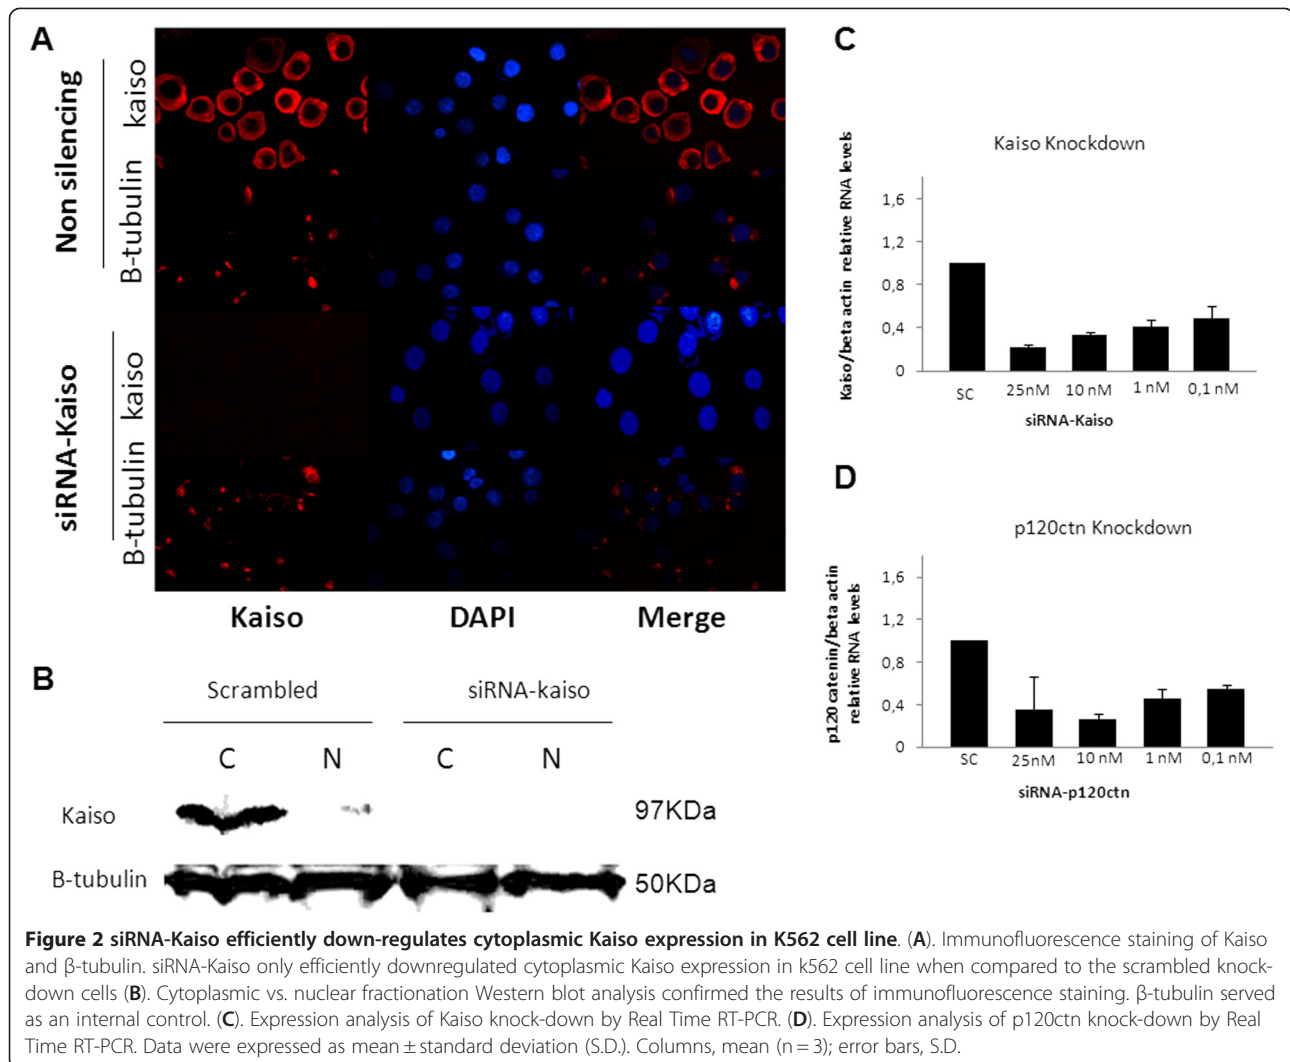 A
Non silencing
kaiso
B-tubulin
siRNA-Kaiso
kaiso
B-tubulin
Kaiso DAPI Merge
B
Scrambled siRNA-kaiso
C N C N
Kaiso 97KDa
B-tubulin 50KDa
C
Kaiso Knockdown
Kaiso/beta actin relative RNA levels
1,6
1,2
0,8
0,4
0
SC 25nM 10 nM 1 nM 0,1 nM
siRNA-Kaiso
D
p120ctn Knockdown
p120 catenin/beta actin
relative RNA levels
1,6
1,2
0,8
0,4
0
SC 25nM 10 nM 1 nM 0,1 nM
siRNA-p120ctn
Figure 2 siRNA-Kaiso efficiently down-regulates cytoplasmic Kaiso expression in K562 cell line. (A). Immunofluorescence staining of Kaiso
and β-tubulin. siRNA-Kaiso only efficiently downregulated cytoplasmic Kaiso expression in k562 cell line when compared to the scrambled knock-
down cells (B). Cytoplasmic vs. nuclear fractionation Western blot analysis confirmed the results of immunofluorescence staining. β-tubulin served
as an internal control. (C). Expression analysis of Kaiso knock-down by Real Time RT-PCR. (D). Expression analysis of p120ctn knock-down by Real
Time RT-PCR. Data were expressed as mean ± standard deviation (S.D.). Columns, mean (n = 3); error bars, S.D.